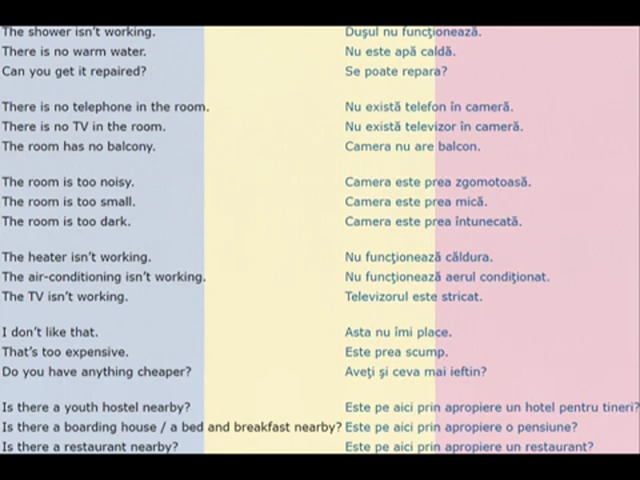 The shower isn’t working. Duşul nu funcţionează.
There is no warm water. Nu este apă caldă.
Can you get it repaired? Se poate repara?
There is no telephone in the room. Nu există telefon în cameră.
There is no TV in the room. Nu există televizor în cameră.
The room has no balcony. Camera nu are balcon.
The room is too noisy. Camera este prea zgomotoasă.
The room is too small. Camera este prea mică.
The room is too dark. Camera este prea întunecată.
The heater isn’t working. Nu funcţionează căldura.
The air-conditioning isn’t working. Nu funcţionează aerul condiţionat.
The TV isn’t working. Televizorul este stricat.
I don’t like that. Asta nu îmi place.
That’s too expensive. Este prea scump.
Do you have anything cheaper? Aveţi şi ceva mai ieftin?
Is there a youth hostel nearby? Este pe aici prin apropiere un hotel pentru tineri?
Is there a boarding house / a bed and breakfast nearby? Este pe aici prin apropiere o pensiune?
Is there a restaurant nearby? Este pe aici prin apropiere un restaurant?